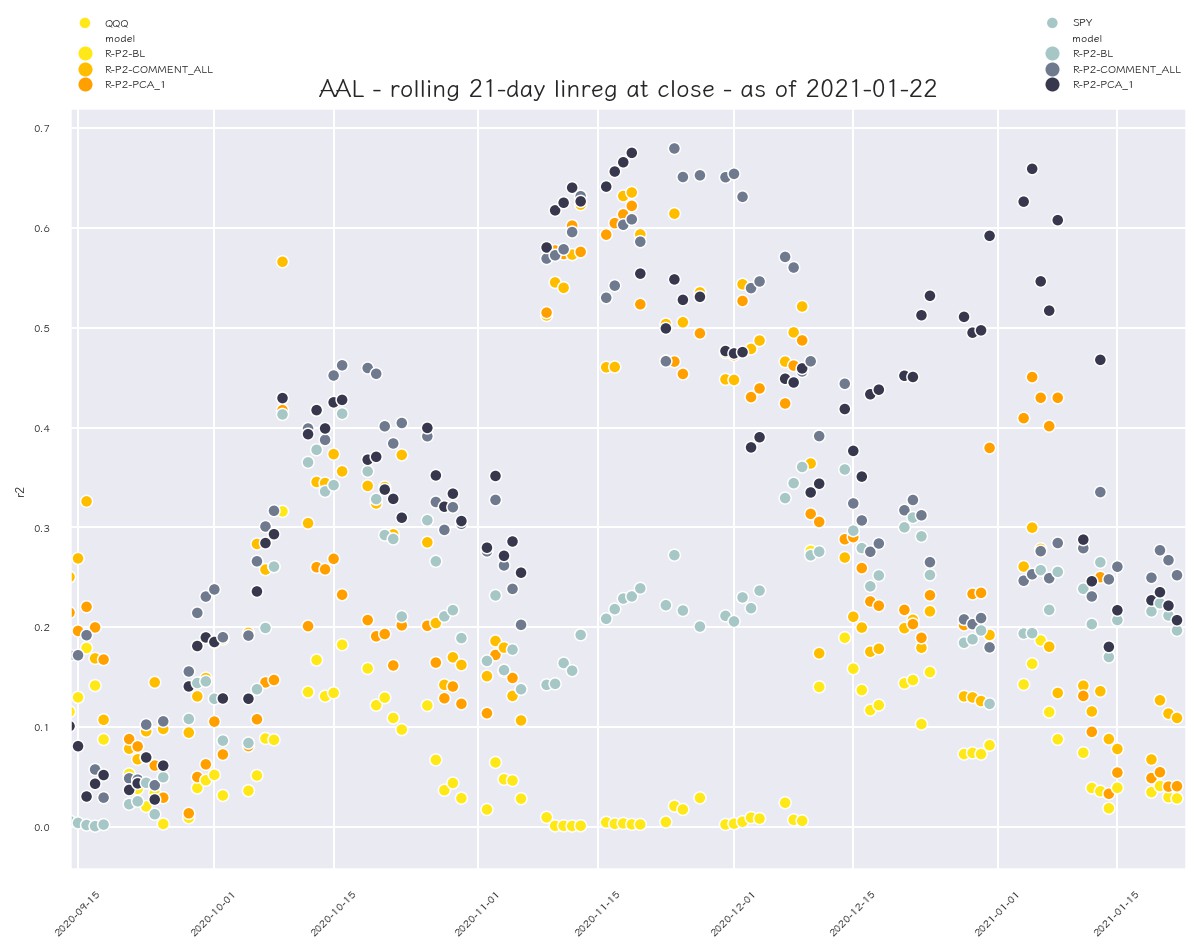 QQQ
model
R-P2-BL
R-P2-COMMENT_ALL
R-P2-PCA_1
SPY
model
R-P2-BL
R-P2-COMMENT_ALL
R-P2-PCA_1
AAL - rolling 21-day linreg at close - as of 2021-01-22
0.7
0.6
0.5
0.4
0.3
0.2
0.1
0.0
r2
2020-09-15
2020-10-01
2020-10-15
2020-11-01
2020-11-15
2020-12-01
2020-12-15
2021-01-01
2021-01-15